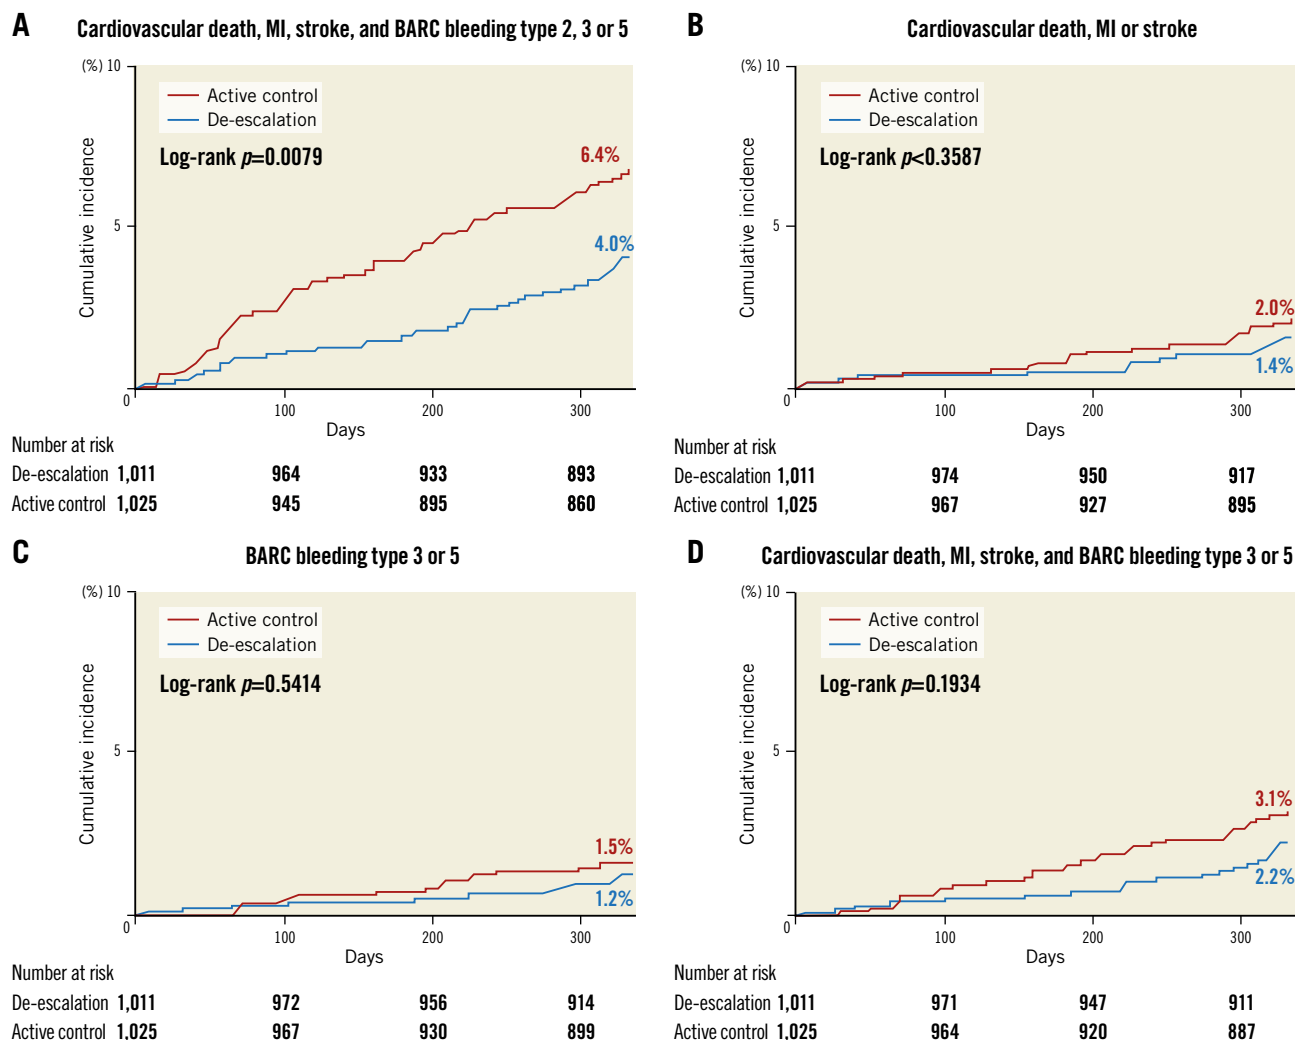 A Cardiovascular death, MI, stroke, and BARC bleeding type 2, 3 or 5
(%) 10
Active control
De-escalation
Log-rank p=0.0079
6.4%
5
4.0%
Cumulative incidence
0
100 200 300
Days
Number at risk
De-escalation 1,011 964 933 893
Active control 1,025 945 895 860
B Cardiovascular death, MI or stroke
(%) 10
Active control
De-escalation
Log-rank p<0.3587
5
Cumulative incidence
2.0%
1.4%
0
100 200 300
Days
Number at risk
De-escalation 1,011 974 950 917
Active control 1,025 967 927 895
C BARC bleeding type 3 or 5
(%) 10
Active control
De-escalation
Log-rank p=0.5414
5
Cumulative incidence
1.5%
1.2%
0
100 200 300
Days
Number at risk
De-escalation 1,011 972 956 914
Active control 1,025 967 930 899
D Cardiovascular death, MI, stroke, and BARC bleeding type 3 or 5
(%) 10
Active control
De-escalation
Log-rank p=0.1934
5
Cumulative incidence
3.1%
2.2%
0
100 200 300
Days
Number at risk
De-escalation 1,011 971 947 911
Active control 1,025 964 920 887